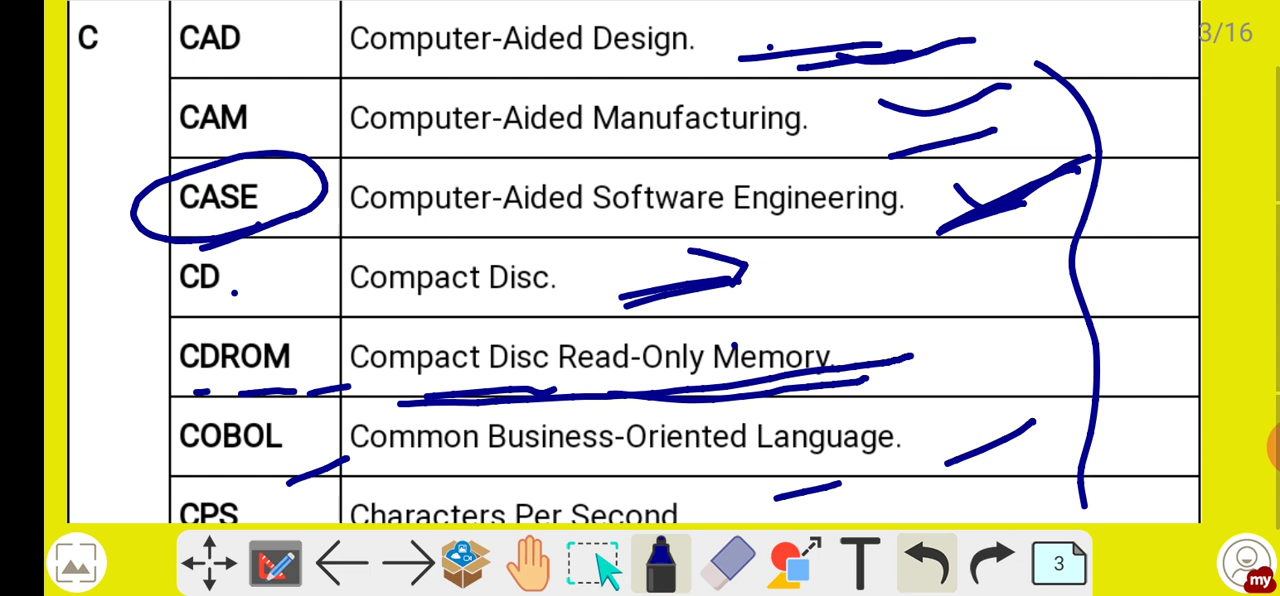 C CAD Computer-Aided Design.
3/16
CAM Computer-Aided Manufacturing.
CASE Computer-Aided Software Engineering.
CD Compact Disc.
CDROM Compact Disc Read-Only Memory.
COBOL Common Business-Oriented Language.
CPS Characters Per Second
T 3
my